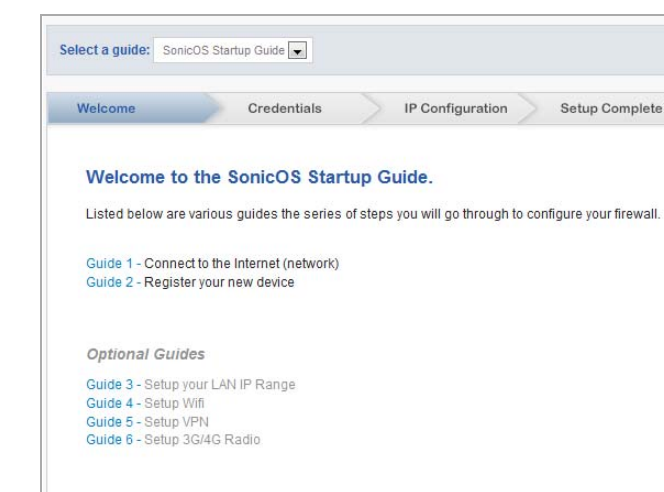 Select a guide: SonicOS Startup Guide
Welcome Credentials IP Configuration Setup Complete
Welcome to the SonicOS Startup Guide.
Listed below are various guides the series of steps you will go through to configure your firewall.
Guide 1 - Connect to the Internet (network)
Guide 2 - Register your new device
Optional Guides
Guide 3 - Setup your LAN IP Range
Guide 4 - Setup Wifi
Guide 5 - Setup VPN
Guide 6 - Setup 3G/4G Radio